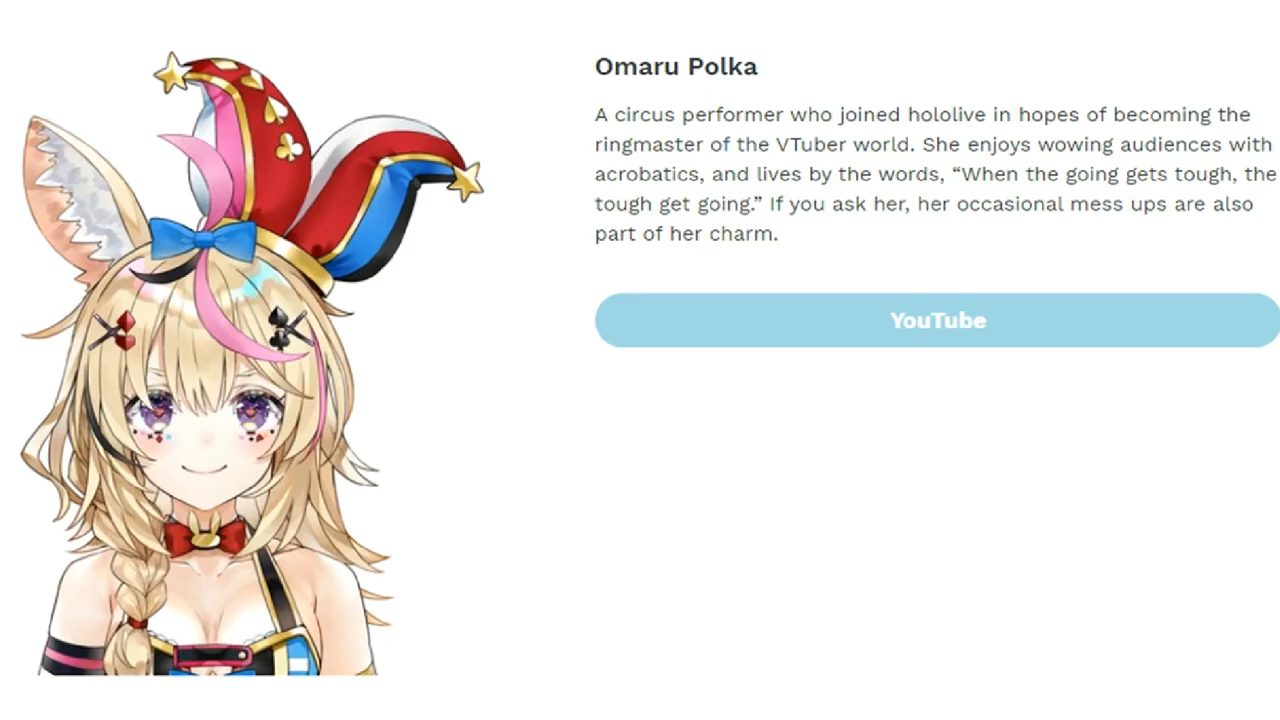 Omaru Polka
A circus performer who joined hololive in hopes of becoming the
ringmaster of the VTuber world. She enjoys wowing audiences with
acrobatics, and lives by the words, “When the going gets tough, the
tough get going.” If you ask her, her occasional mess ups are also
part of her charm.
YouTube